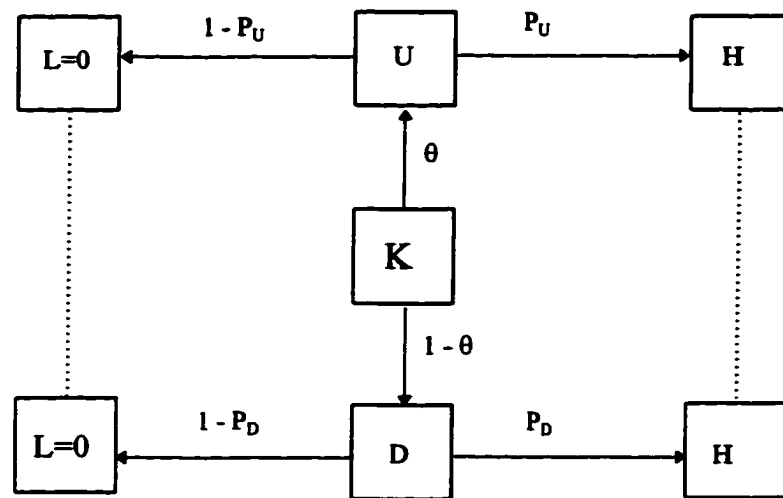 L=0
1 - P_U
U
P_U
H
θ
K
1 - θ
L=0
1 - P_D
D
P_D
H